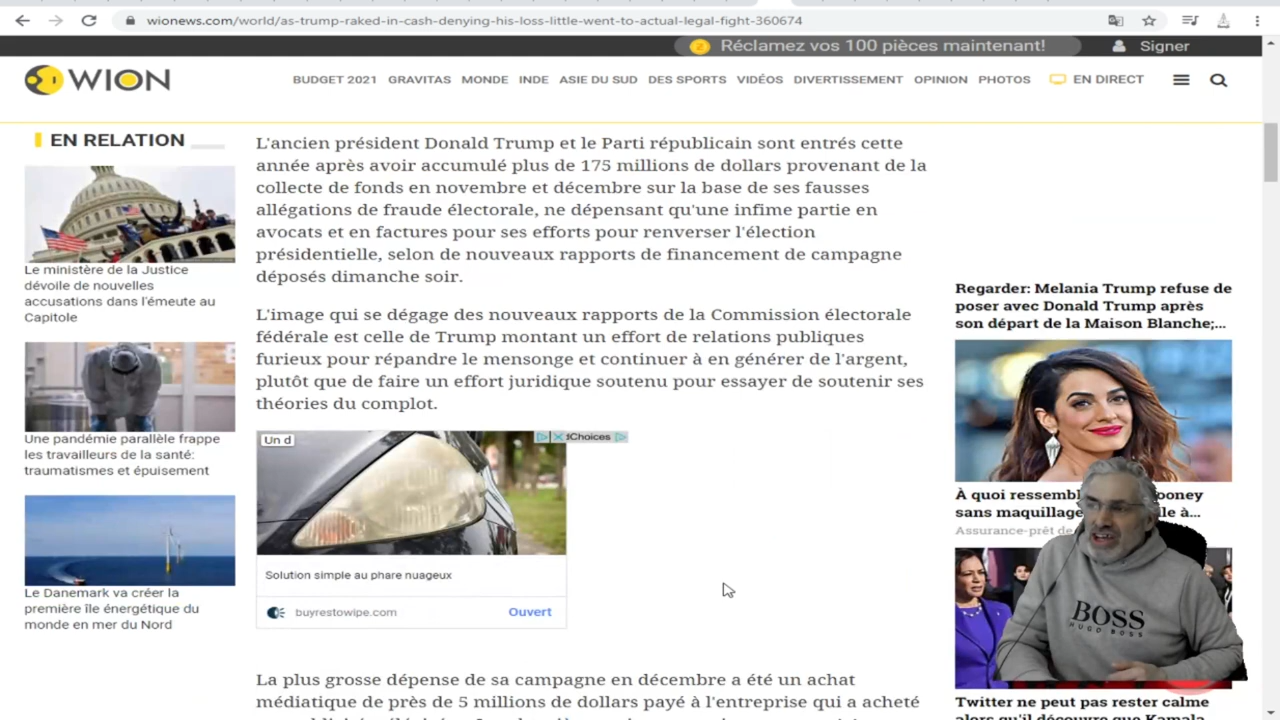 wionews.com/world/as-trump-raked-in-cash-denying-his-loss-little-went-to-actual-legal-fight-360674
Réclamez vos 100 pièces maintenant!
Signer
WION
BUDGET 2021 GRAVITAS MONDE INDE ASIE DU SUD DES SPORTS VIDÉOS DIVERTISSEMENT OPINION PHOTOS EN DIRECT
EN RELATION
Le ministère de la Justice
dévoile de nouvelles
accusations dans l'émeute au
Capitole
Une pandémie parallèle frappe
les travailleurs de la santé:
traumatismes et épuisement
Le Danemark va créer la
première île énergétique du
monde en mer du Nord
L'ancien président Donald Trump et le Parti républicain sont entrés cette
année après avoir accumulé plus de 175 millions de dollars provenant de la
collecte de fonds en novembre et décembre sur la base de ses fausses
allégations de fraude électorale, ne dépensant qu'une infime partie en
avocats et en factures pour ses efforts pour renverser l'élection
présidentielle, selon de nouveaux rapports de financement de campagne
déposés dimanche soir.
L'image qui se dégage des nouveaux rapports de la Commission électorale
fédérale est celle de Trump montant un effort de relations publiques
furieux pour répandre le mensonge et continuer à en générer de l'argent,
plutôt que de faire un effort juridique soutenu pour essayer de soutenir ses
théories du complot.
Un d
dChoices
Solution simple au phare nuageux
buyrestowipe.com
Ouvert
La plus grosse dépense de sa campagne en décembre a été un achat
médiatique de près de 5 millions de dollars payé à l'entreprise qui a acheté
Regarder: Melania Trump refuse de
poser avec Donald Trump après
son départ de la Maison Blanche;...
À quoi ressembl ooney
sans maquillage le à...
Assurance-prêt de
BOSS
HUGO BOSS
Twitter ne peut pas rester calme
alors qu'il découvre que Kamala